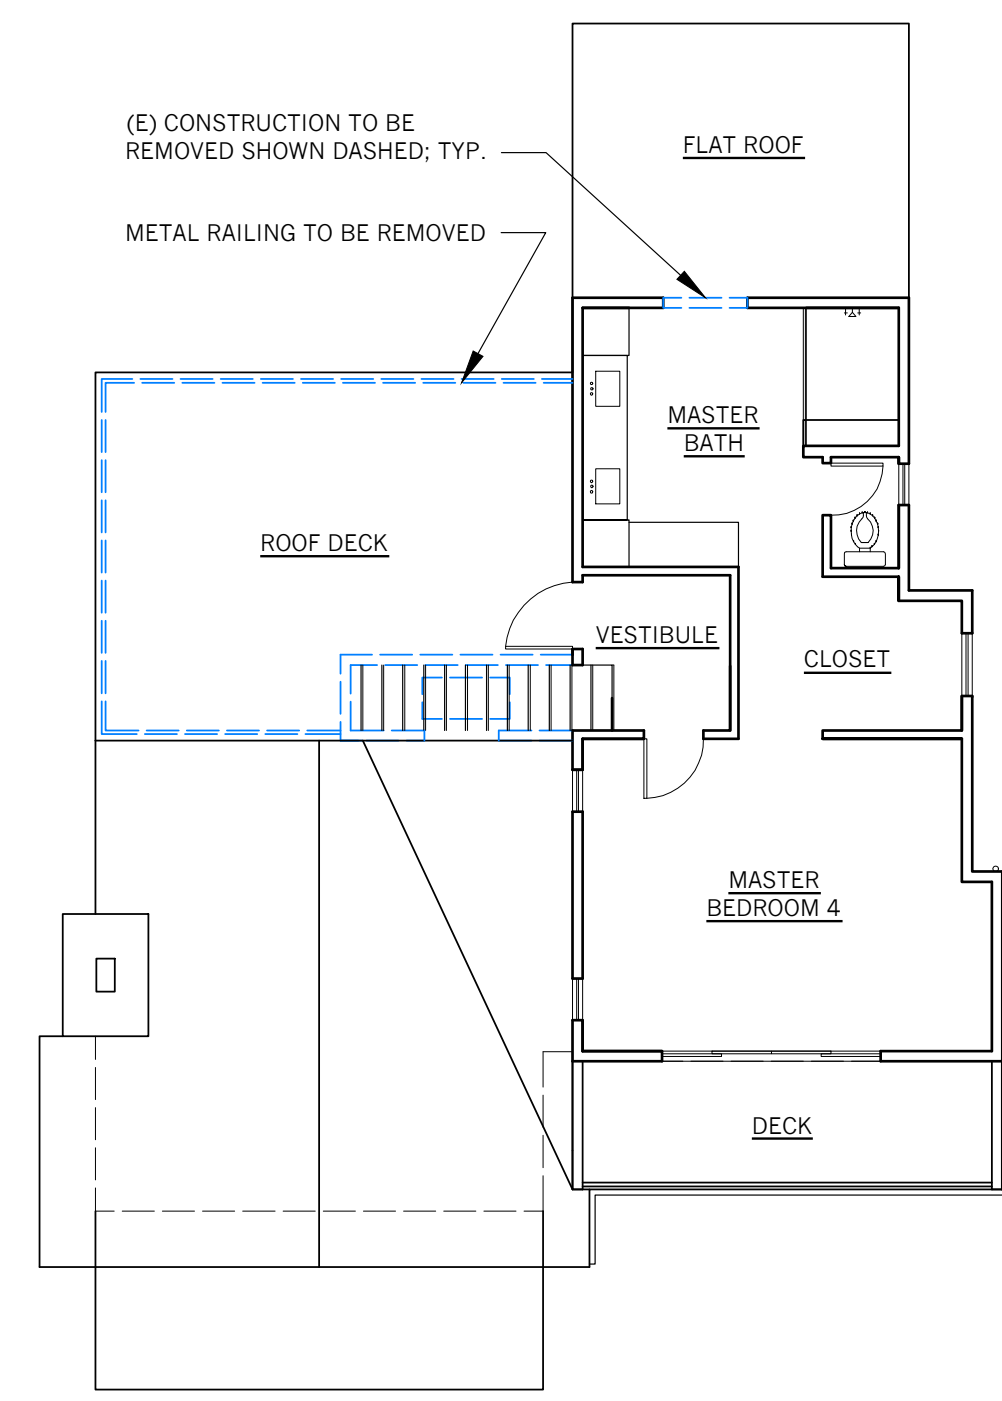 (E) CONSTRUCTION TO BE
REMOVED SHOWN DASHED; TYP.
FLAT ROOF
METAL RAILING TO BE REMOVED
MASTER
BATH
ROOF DECK
VESTIBULE
CLOSET
MASTER
BEDROOM 4
DECK